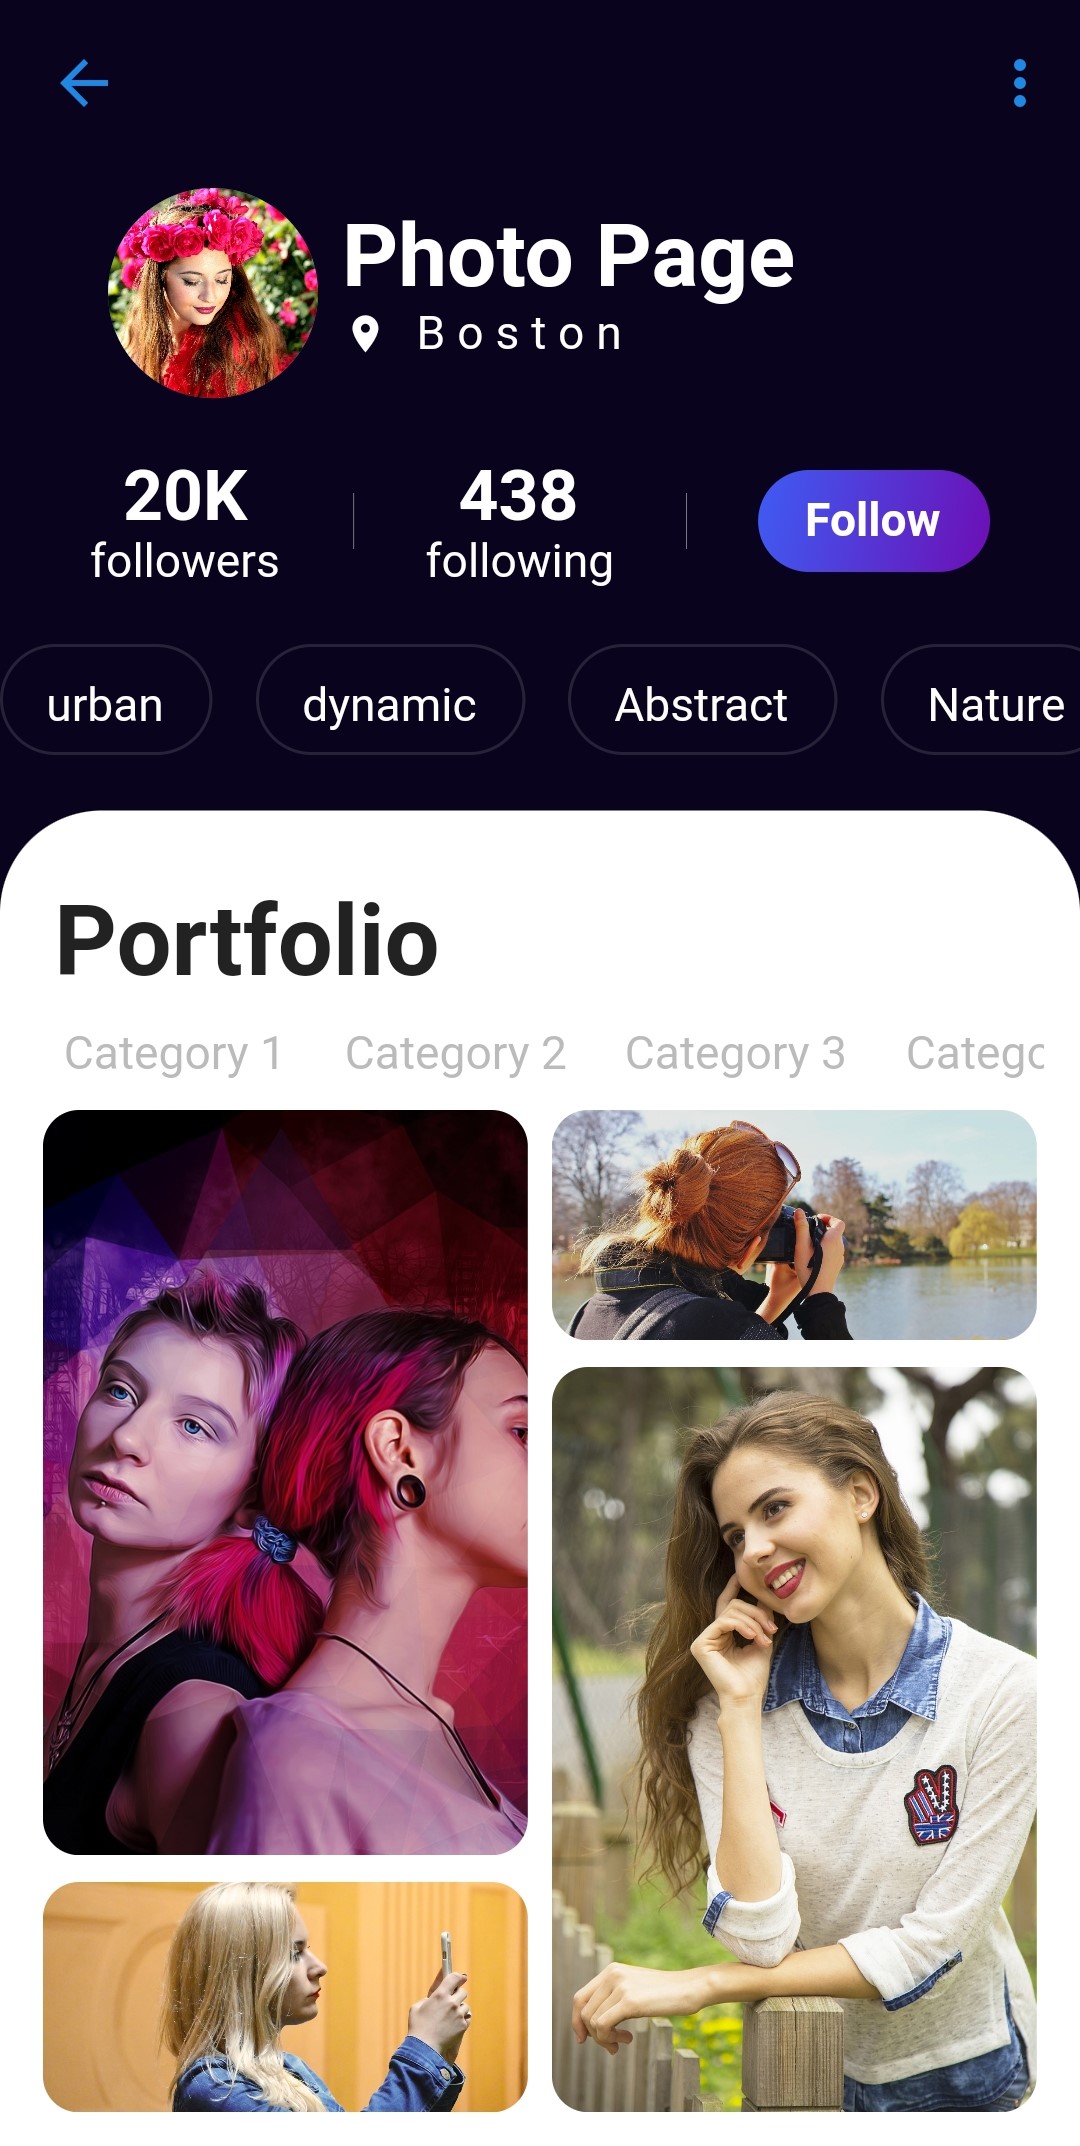 Photo Page
Boston
20K
followers
438
following
Follow
urban
dynamic
Abstract
Nature
Portfolio
Category 1
Category 2
Category 3
Catego